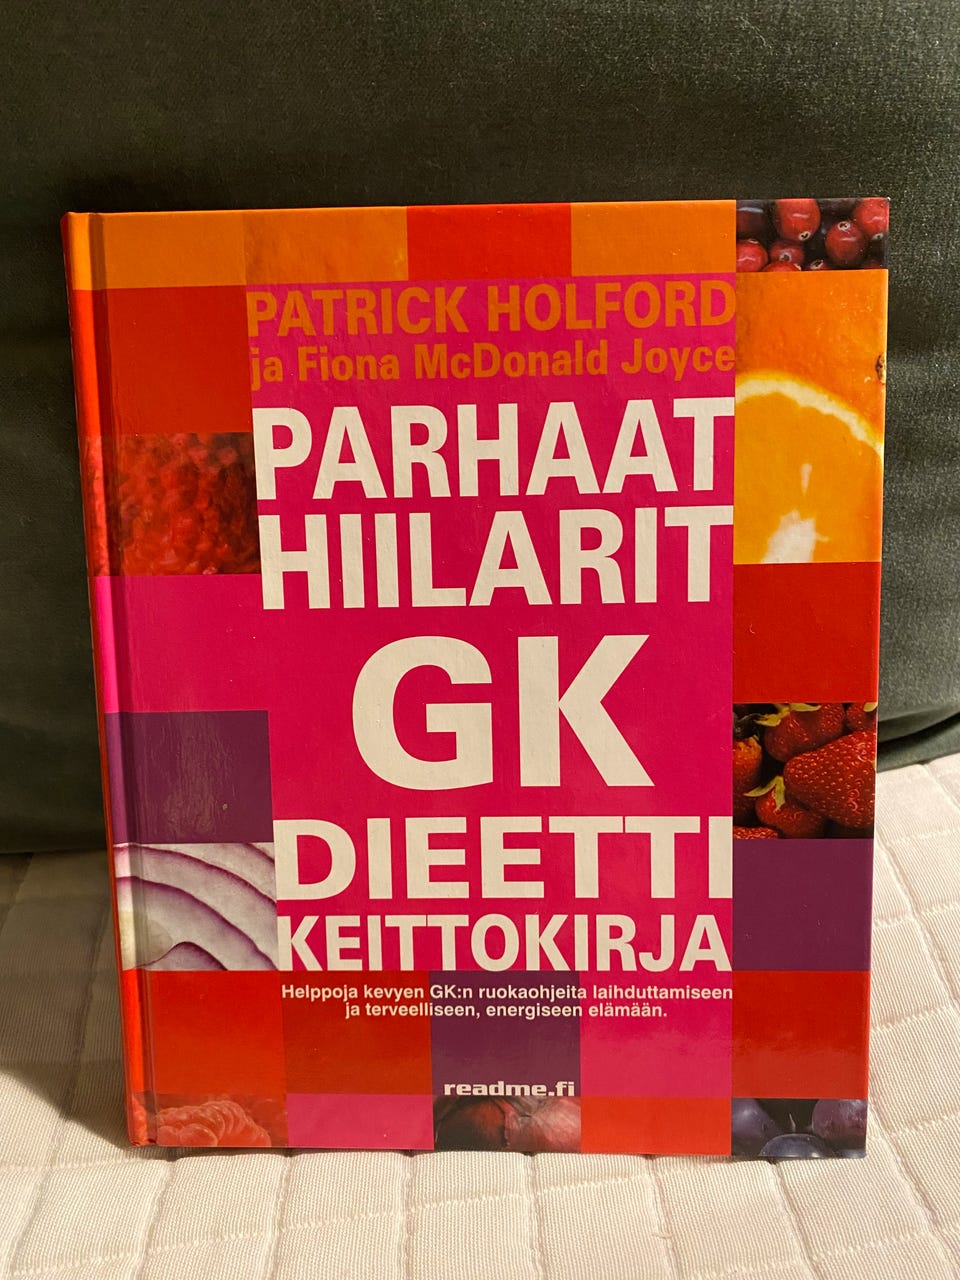 PATRICK HOLFORD
ja Fiona McDonald Joyce
PARHAAT
HIILARIT
GK
DIEETTI
KEITTOKIRJA
Helppoja kevyen GK:n ruokaohjeita laihduttamiseen
ja terveelliseen, energiseen elämään.
readme.fi